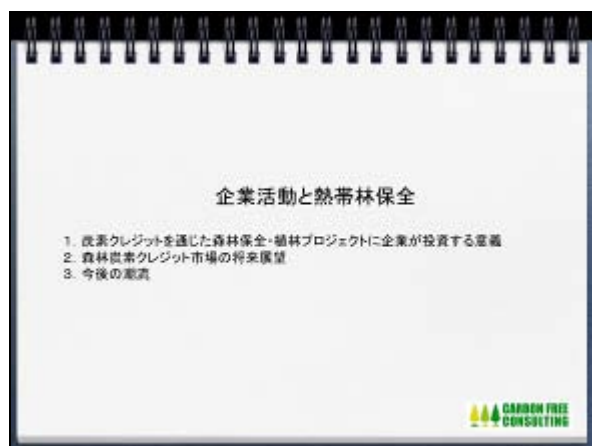 企業活動と熱帯林保全
1. 炭素クレジットを通じた森林保全・植林プロジェクトに企業が投資する意義
2. 森林炭素クレジット市場の将来展望
3. 今後の潮流
CARBON FREE
CONSULTING